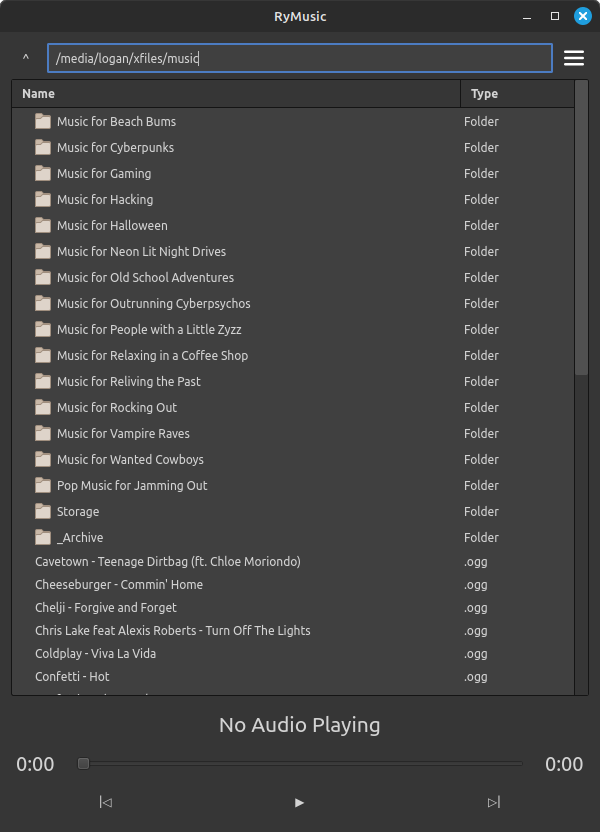 RyMusic
/media/logan/xfiles/music
Name Type
Music for Beach Bums Folder
Music for Cyberpunks Folder
Music for Gaming Folder
Music for Hacking Folder
Music for Halloween Folder
Music for Neon Lit Night Drives Folder
Music for Old School Adventures Folder
Music for Outrunning Cyberpsychos Folder
Music for People with a Little Zyzz Folder
Music for Relaxing in a Coffee Shop Folder
Music for Reliving the Past Folder
Music for Rocking Out Folder
Music for Vampire Raves Folder
Music for Wanted Cowboys Folder
Pop Music for Jamming Out Folder
Storage Folder
_Archive Folder
Cavetown - Teenage Dirtbag (ft. Chloe Moriondo) .ogg
Cheeseburger - Commin' Home .ogg
Chelji - Forgive and Forget .ogg
Chris Lake feat Alexis Roberts - Turn Off The Lights .ogg
Coldplay - Viva La Vida .ogg
Confetti - Hot .ogg
No Audio Playing
0:00 0:00